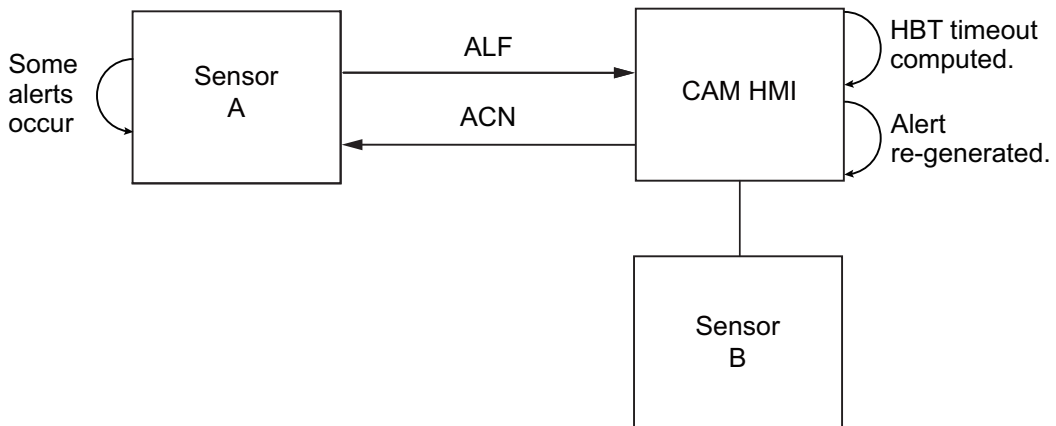 Some
alerts
occur
Sensor
A
ALF
ACN
CAM HMI
HBT timeout
computed.
Alert
re-generated.
Sensor
B